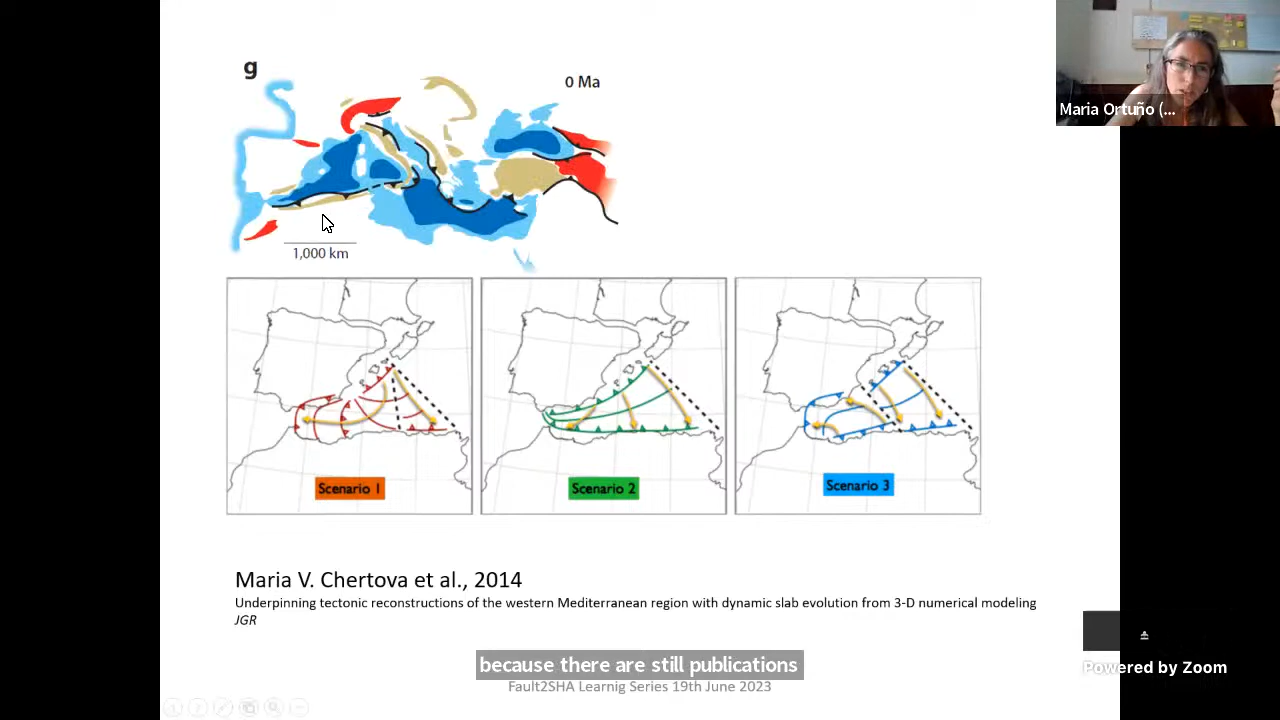 g
0 Ma
Maria Ortuño (...
1,000 km
Scenario 1
Scenario 2
Scenario 3
Maria V. Chertova et al., 2014
Underpinning tectonic reconstructions of the western Mediterranean region with dynamic slab evolution from 3-D numerical modeling
JGR
because there are still publications
Powered by Zoom
Fault2SHA Learnig Series 19th June 2023